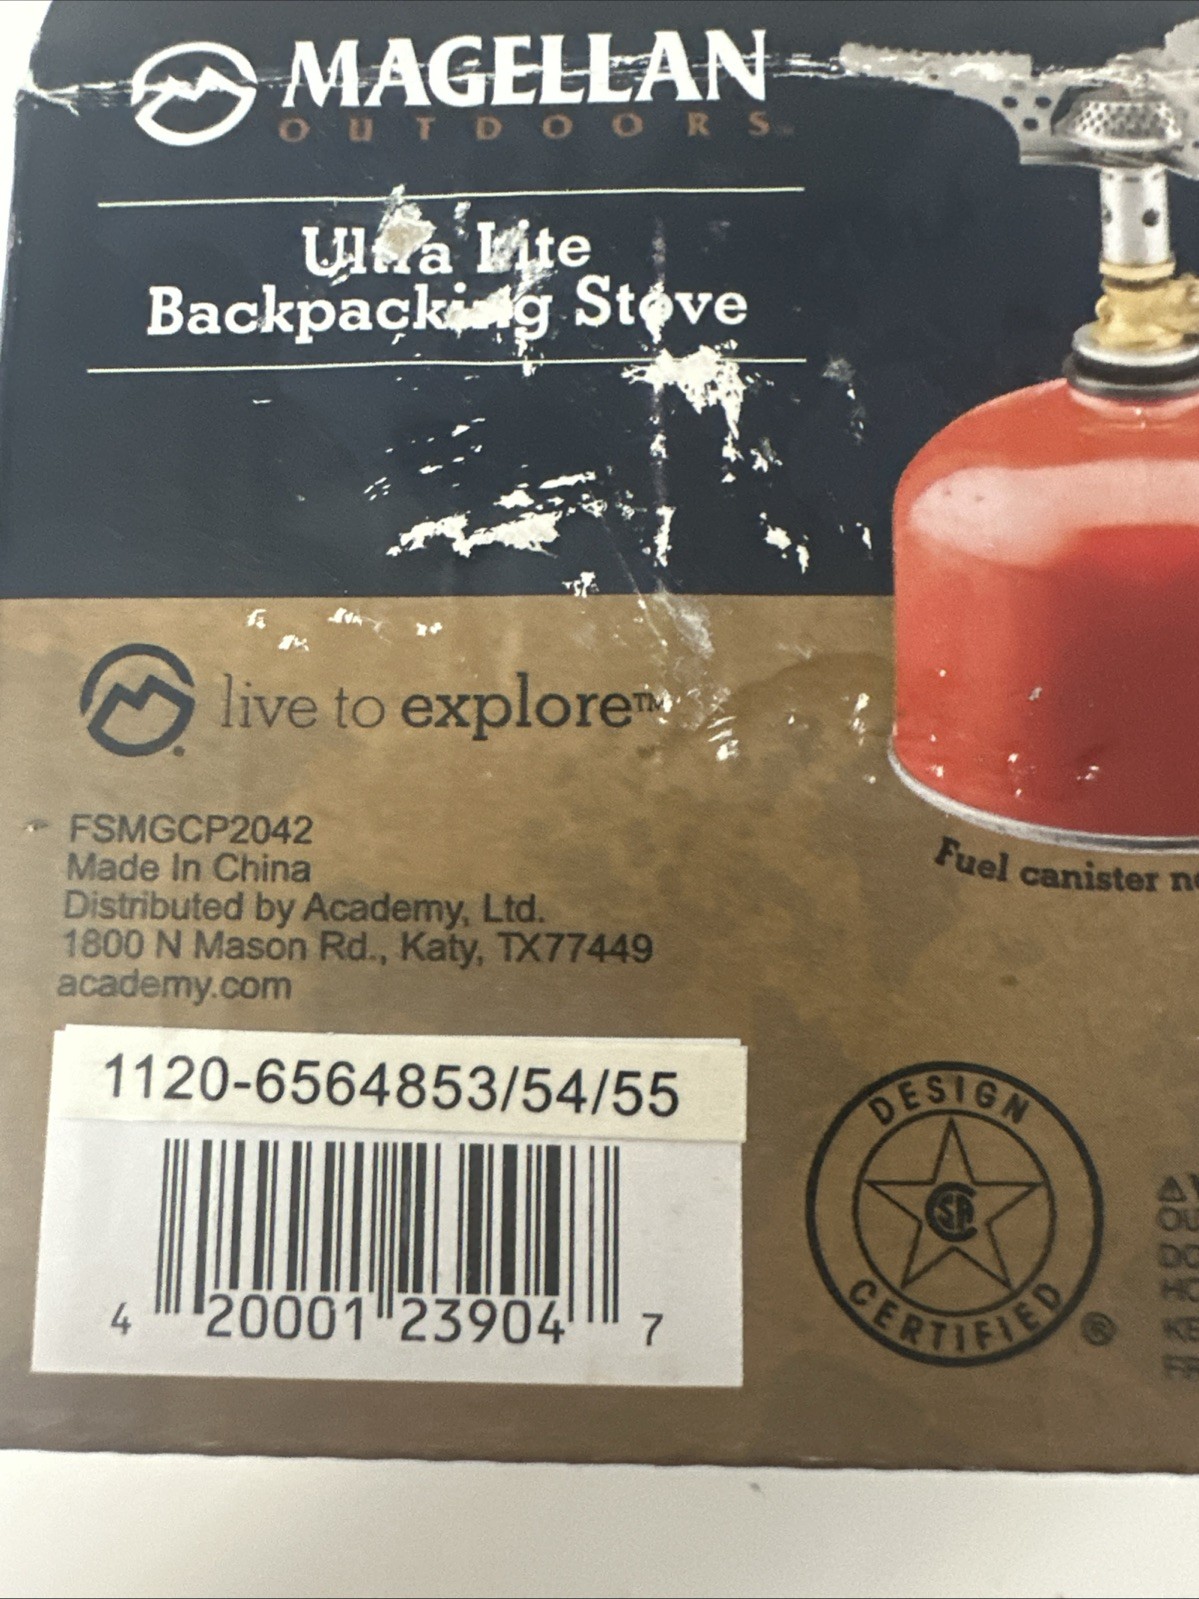 MAGELLAN
OUTDOORS
Ultra Lite
Backpacking Stove
live to explore™
FSMGCP2042
Made In China
Distributed by Academy, Ltd.
1800 N Mason Rd., Katy, TX77449
academy.com
Fuel canister
1120-6564853/54/55
4 20001 23904 7
DESIGN
CSA
CERTIFIED
®